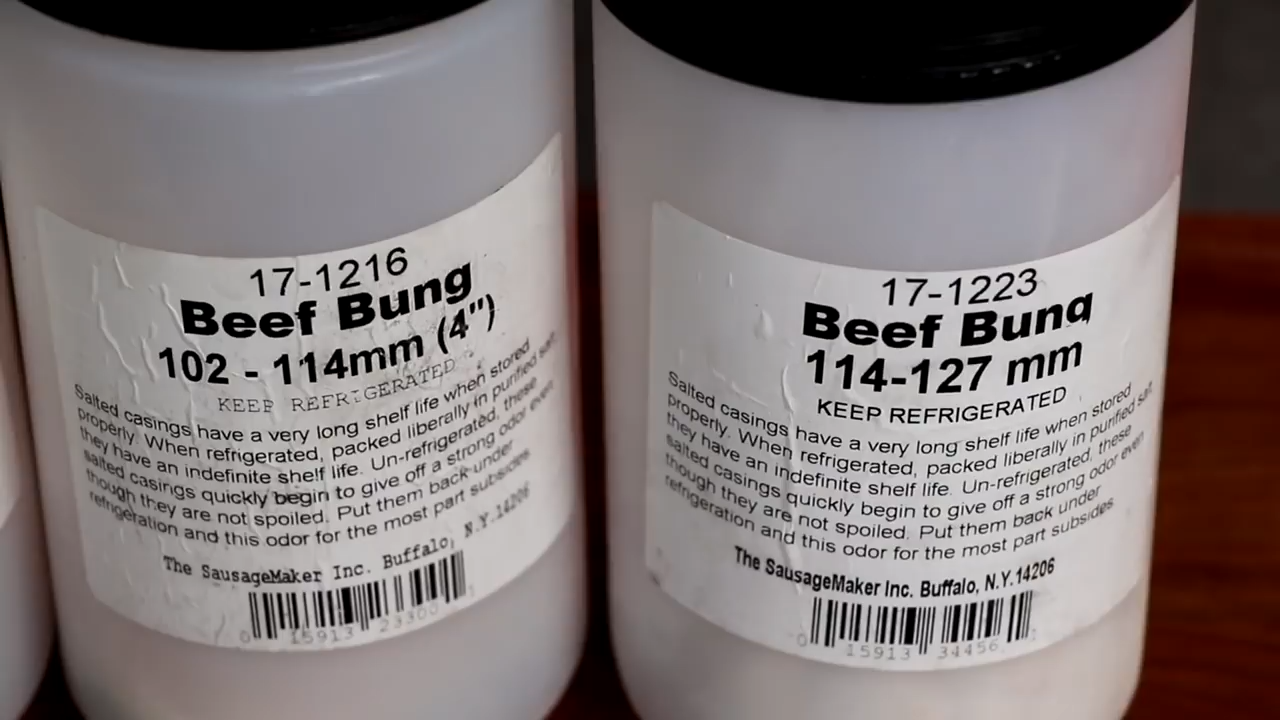 17-1216
Beef Bung
102 - 114mm (4")
KEEP REFRIGERATED
Salted casings have a very long shelf life when stored
properly. When refrigerated, packed liberally in purified salt,
they have an indefinite shelf life. Un-refrigerated, these
salted casings quickly begin to give off a strong odor even
though they are not spoiled. Put them back under
refrigeration and this odor for the most part subsides.
The SausageMaker Inc. Buffalo, N.Y.14206
0 15913 23300 1
17-1223
Beef Bung
114-127 mm
KEEP REFRIGERATED
Salted casings have a very long shelf life when stored
properly. When refrigerated, packed liberally in purified salt,
they have an indefinite shelf life. Un-refrigerated, these
salted casings quickly begin to give off a strong odor even
though they are not spoiled. Put them back under
refrigeration and this odor for the most part subsides.
The SausageMaker Inc. Buffalo, N.Y.14206
0 15913 34456